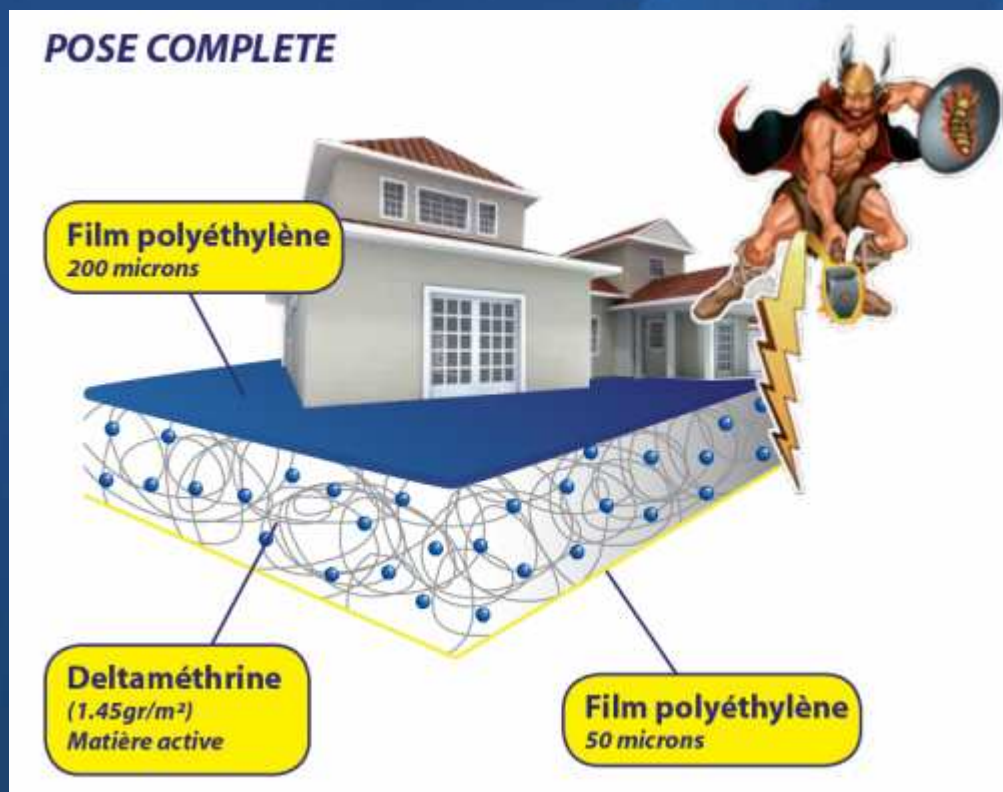 POSE COMPLETE
Film polyéthylène
200 microns
Deltaméthrine
(1.45gr/m²)
Matière active
Film polyéthylène
50 microns